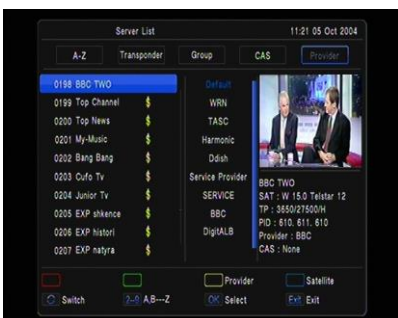 Server List
11:21 05 Oct 2004
A-Z Transponder Group CAS Provider
0198 BBC TWO
0199 Top Channel $
0200 Top News $
0201 My-Music $
0202 Bang Bang $
0203 Cufo Tv $
0204 Junior Tv $
0205 EXP shkence $
0206 EXP histori $
0207 EXP natyra $
Default
WRN
TASC
Harmonic
Ddish
Service Provider
SERVICE
BBC
DigitALB
BBC TWO
SAT : W 15.0 Telstar 12
TP : 3650/27500/H
PID : 610. 611. 610
Provider : BBC
CAS : None
Provider Satellite
Switch 2--9 A,B---Z OK Select Exit Exit